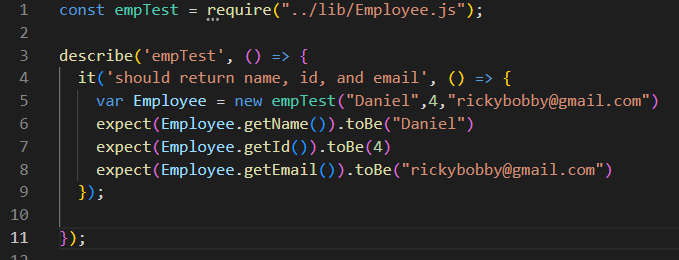 1 const empTest = require("../lib/Employee.js");
2
3 describe('empTest', () => {
4 it('should return name, id, and email', () => {
5 var Employee = new empTest("Daniel",4,"rickybobby@gmail.com")
6 expect(Employee.getName()).toBe("Daniel")
7 expect(Employee.getId()).toBe(4)
8 expect(Employee.getEmail()).toBe("rickybobby@gmail.com")
9 });
10
11 });